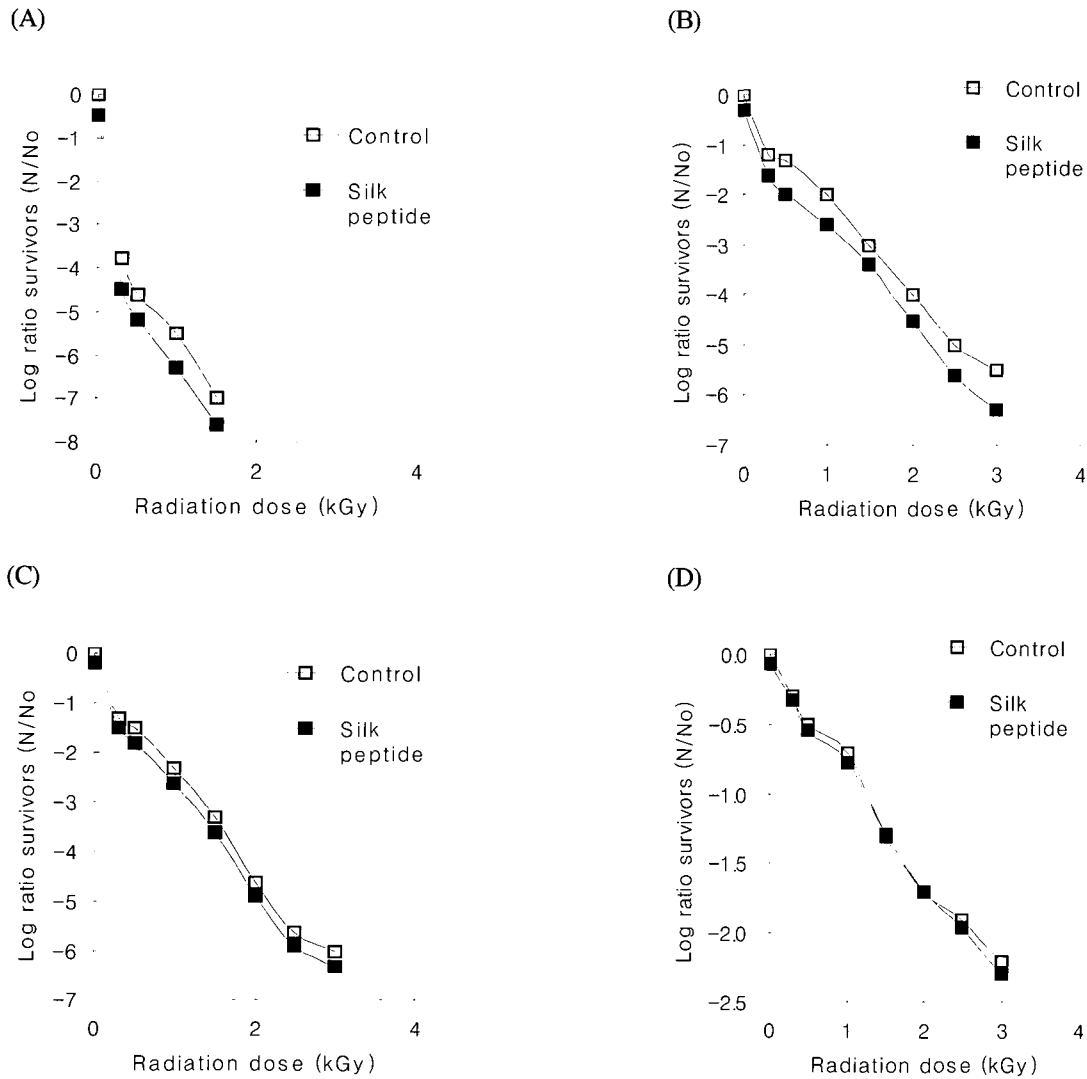 (A)
Log ratio survivors (N/No)
0
−1
−2
−3
−4
−5
−6
−7
−8
0
2
4
Radiation dose (kGy)
Control
Silk
peptide
(B)
Log ratio survivors (N/No)
0
−1
−2
−3
−4
−5
−6
−7
0
1
2
3
4
Radiation dose (kGy)
Control
Silk
peptide
(C)
Log ratio survivors (N/No)
0
−1
−2
−3
−4
−5
−6
−7
0
2
4
Radiation dose (kGy)
Control
Silk
peptide
(D)
Log ratio survivors (N/No)
0.0
−0.5
−1.0
−1.5
−2.0
−2.5
0
1
2
3
4
Radiation dose (kGy)
Control
Silk
peptide